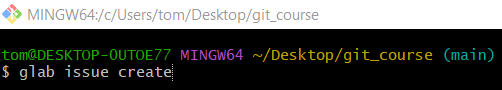 MINGW64:/c/Users/tom/Desktop/git_course
tom@DESKTOP-OUTOE77 MINGW64 ~/Desktop/git_course (main)
$ glab issue create